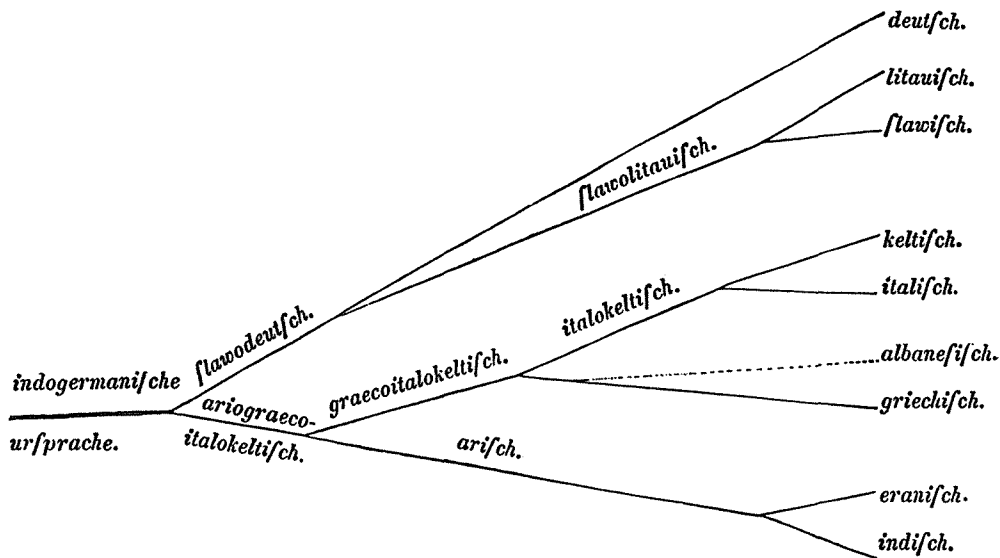 deutſch.
litauiſch.
ſlawiſch.
ſlawolitauiſch.
keltiſch.
italiſch.
italokeltiſch.
ſlawodeutſch.
albaneſiſch.
graecoitalokeltiſch.
indogermaniſche
griechiſch.
ariograeco-
urſprache.
italokeltiſch.
ariſch.
eraniſch.
indiſch.